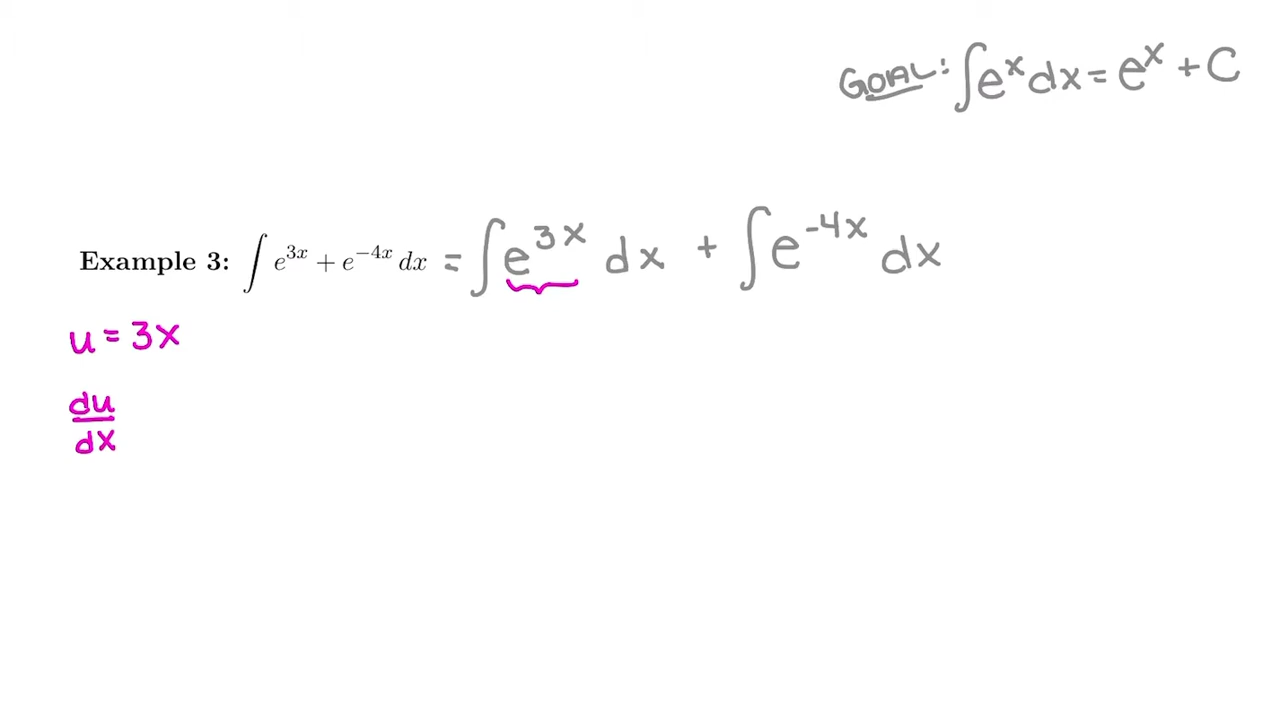 GOAL: ∫e^x dx = e^x + C
Example 3: ∫ e^{3x} + e^{−4x} dx = ∫e^{3x} dx + ∫e^{-4x} dx
u = 3x
du/dx